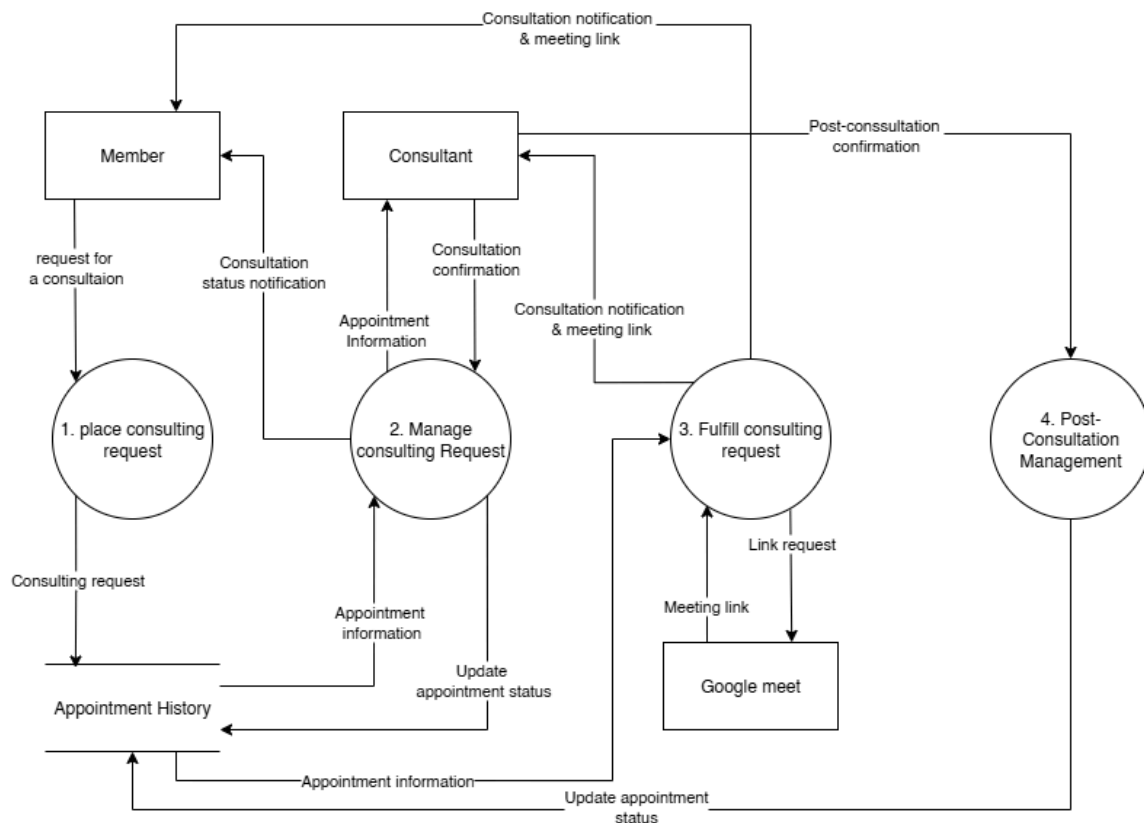 Consultation notification
& meeting link
Member
Consultant
Post-conssultation
confirmation
request for
a consultaion
Consultation
status notification
Appointment
Information
Consultation
confirmation
Consultation notification
& meeting link
1. place consulting
request
2. Manage
consulting Request
3. Fulfill consulting
request
4. Post-
Consultation
Management
Consulting request
Appointment
information
Update
appointment status
Link request
Meeting link
Google meet
Appointment History
Appointment information
Update appointment
status